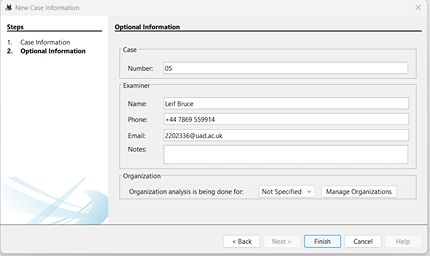 New Case Information
Steps
1. Case Information
2. Optional Information
Optional Information
Case
Number: 05
Examiner
Name: Leif Bruce
Phone: +44 7869 559914
Email: 2202336@uad.ac.uk
Notes:
Organization
Organization analysis is being done for: Not Specified Manage Organizations
< Back Next > Finish Cancel Help